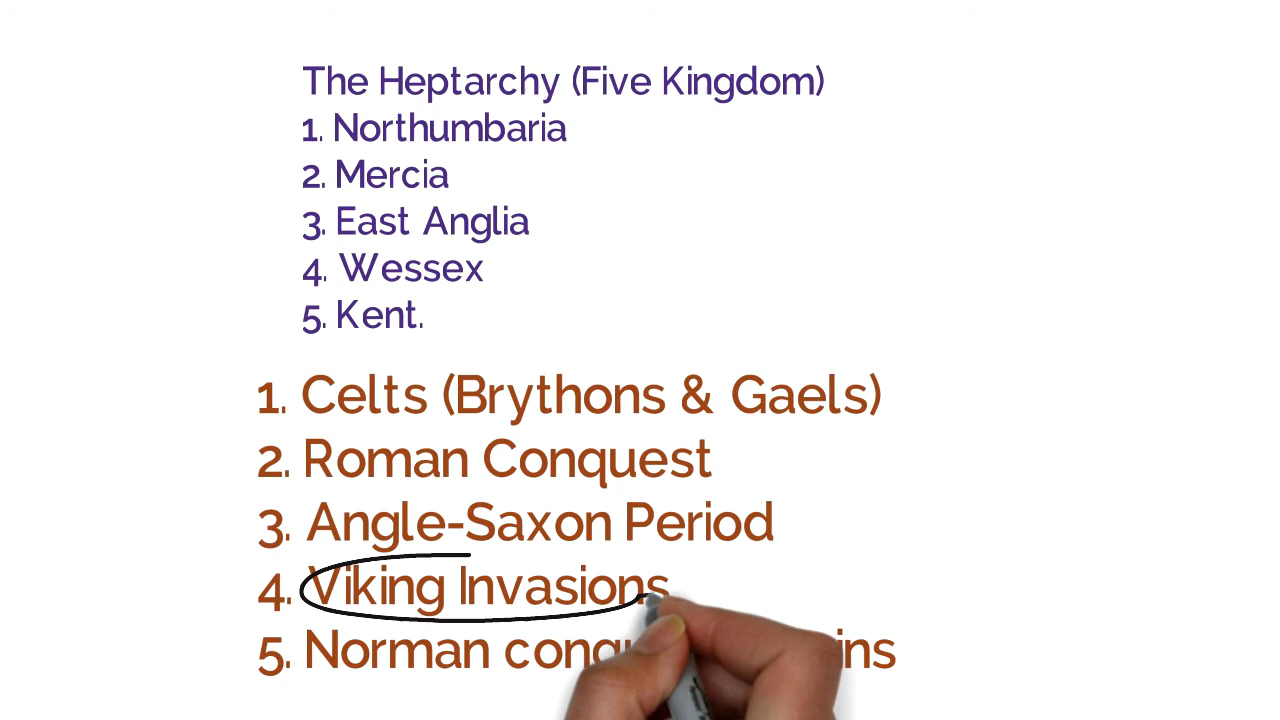 The Heptarchy (Five Kingdom)
1. Northumbaria
2. Mercia
3. East Anglia
4. Wessex
5. Kent.
1. Celts (Brythons & Gaels)
2. Roman Conquest
3. Angle-Saxon Period
4. Viking Invasions
5. Norman